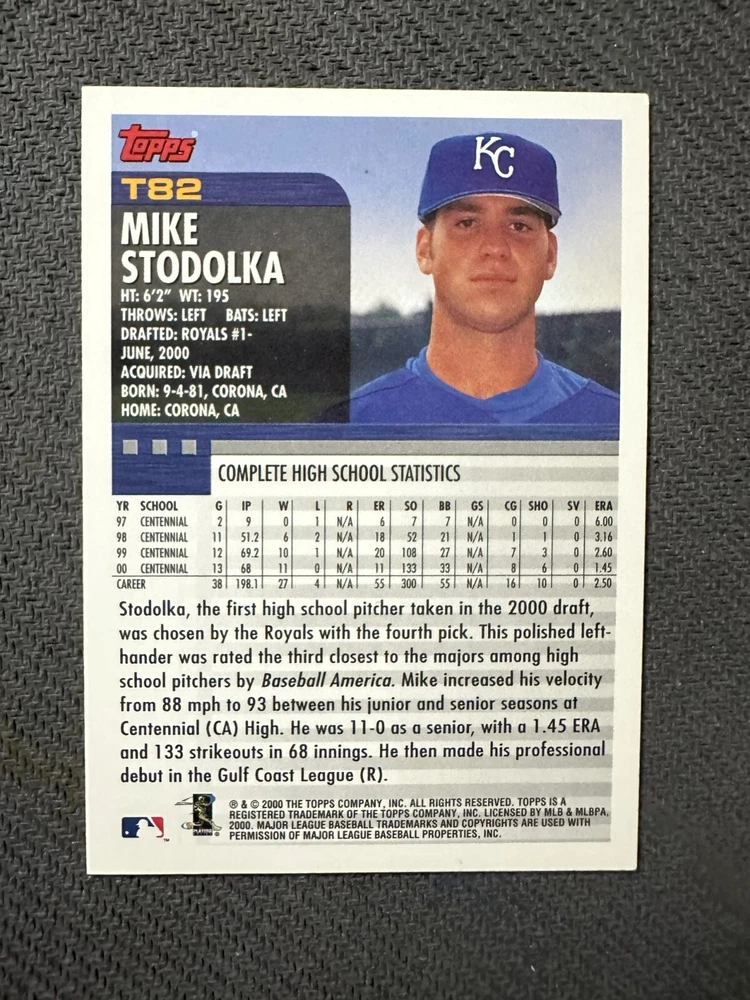 Topps®
T82
MIKE
STODOLKA
HT: 6'2" WT: 195
THROWS: LEFT BATS: LEFT
DRAFTED: ROYALS #1-
JUNE, 2000
ACQUIRED: VIA DRAFT
BORN: 9-4-81, CORONA, CA
HOME: CORONA, CA
KC
COMPLETE HIGH SCHOOL STATISTICS
YR SCHOOL G IP W L R ER SO BB GS CG SHO SV ERA
97 CENTENNIAL 2 9 0 1 N/A 6 7 7 N/A 0 0 0 6.00
98 CENTENNIAL 11 51.2 6 2 N/A 18 52 21 N/A 1 1 0 3.16
99 CENTENNIAL 12 69.2 10 1 N/A 20 108 27 N/A 7 3 0 2.60
00 CENTENNIAL 13 68 11 0 N/A 11 133 33 N/A 8 6 0 1.45
CAREER 38 198.1 27 4 N/A 55 300 55 N/A 16 10 0 2.50
Stodolka, the first high school pitcher taken in the 2000 draft,
was chosen by the Royals with the fourth pick. This polished left-
hander was rated the third closest to the majors among high
school pitchers by Baseball America. Mike increased his velocity
from 88 mph to 93 between his junior and senior seasons at
Centennial (CA) High. He was 11-0 as a senior, with a 1.45 ERA
and 133 strikeouts in 68 innings. He then made his professional
debut in the Gulf Coast League (R).
® & © 2000 THE TOPPS COMPANY, INC. ALL RIGHTS RESERVED. TOPPS IS A
REGISTERED TRADEMARK OF THE TOPPS COMPANY, INC. LICENSED BY MLB & MLBPA,
2000. MAJOR LEAGUE BASEBALL TRADEMARKS AND COPYRIGHTS ARE USED WITH
PERMISSION OF MAJOR LEAGUE BASEBALL PROPERTIES, INC.
TM